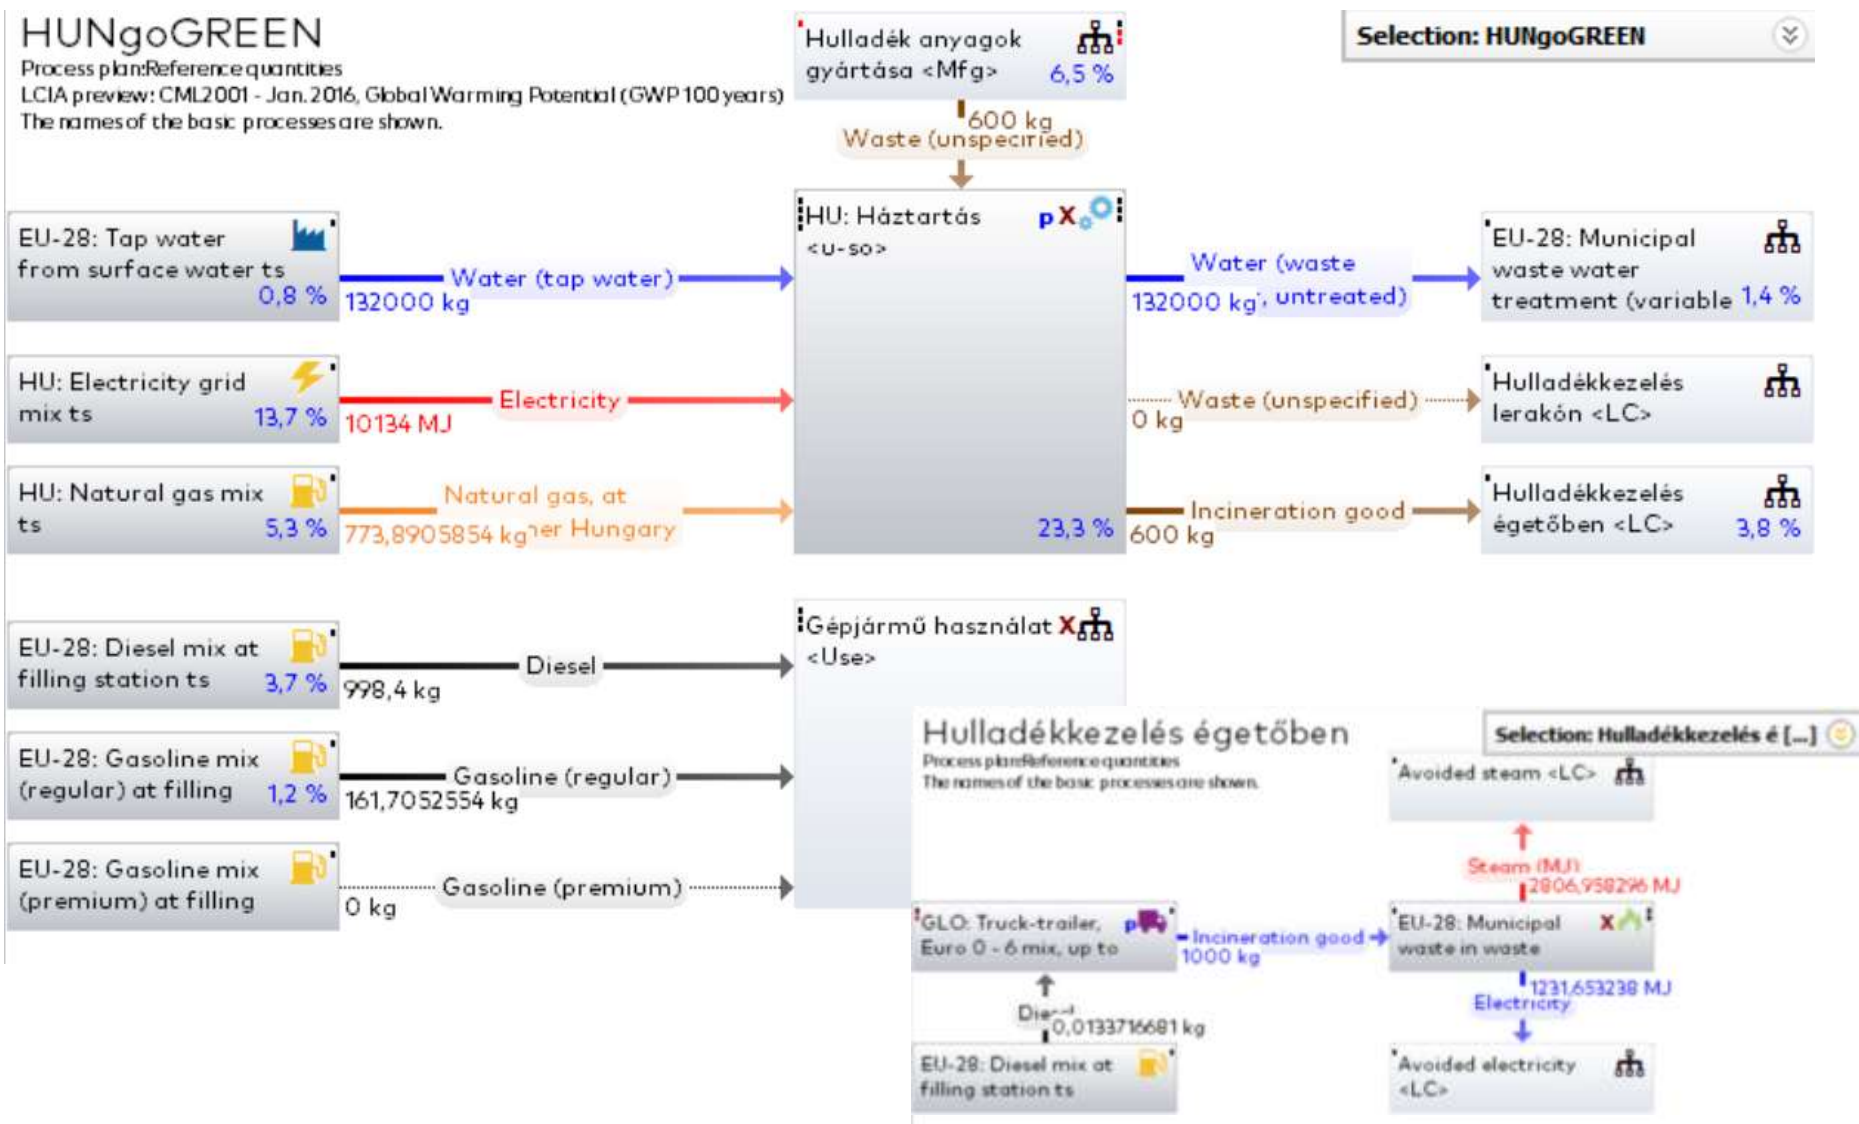 HUNgoGREEN
Process plan:Reference quantities
LCIA preview: CML2001 - Jan. 2016, Global Warming Potential (GWP 100 years)
The names of the basic processes are shown.
Selection: HUNgoGREEN
Hulladék anyagok
gyártása <Mfg>
6,5 %
600 kg
Waste (unspecified)
EU-28: Tap water
from surface water ts
0,8 %
Water (tap water)
132000 kg
HU: Electricity grid
mix ts
13,7 %
Electricity
10134 MJ
HU: Natural gas mix
ts
5,3 %
Natural gas, at
773,8905854 kg
er Hungary
HU: Háztartás
<u-so>
p X
23,3 %
Water (waste
132000 kg
, untreated)
EU-28: Municipal
waste water
treatment (variable
1,4 %
Waste (unspecified)
0 kg
Hulladékkezelés
lerakón <LC>
Incineration good
600 kg
Hulladékkezelés
égetőben <LC>
3,8 %
EU-28: Diesel mix at
filling station ts
3,7 %
Diesel
998,4 kg
EU-28: Gasoline mix
(regular) at filling
1,2 %
Gasoline (regular)
161,7052554 kg
EU-28: Gasoline mix
(premium) at filling
Gasoline (premium)
0 kg
Gépjármű használat X
<Use>
Hulladékkezelés égetőben
Process plan:Reference quantities
The names of the basic processes are shown.
Selection: Hulladékkezelés é [...]
Avoided steam <LC>
Steam (MJ)
2806,958296 MJ
GLO: Truck-trailer,
Euro 0 - 6 mix, up to
p
Incineration good
1000 kg
EU-28: Municipal
waste in waste
X
1231,653238 MJ
Electricity
0,0133716681 kg
EU-28: Diesel mix at
filling station ts
Avoided electricity
<LC>